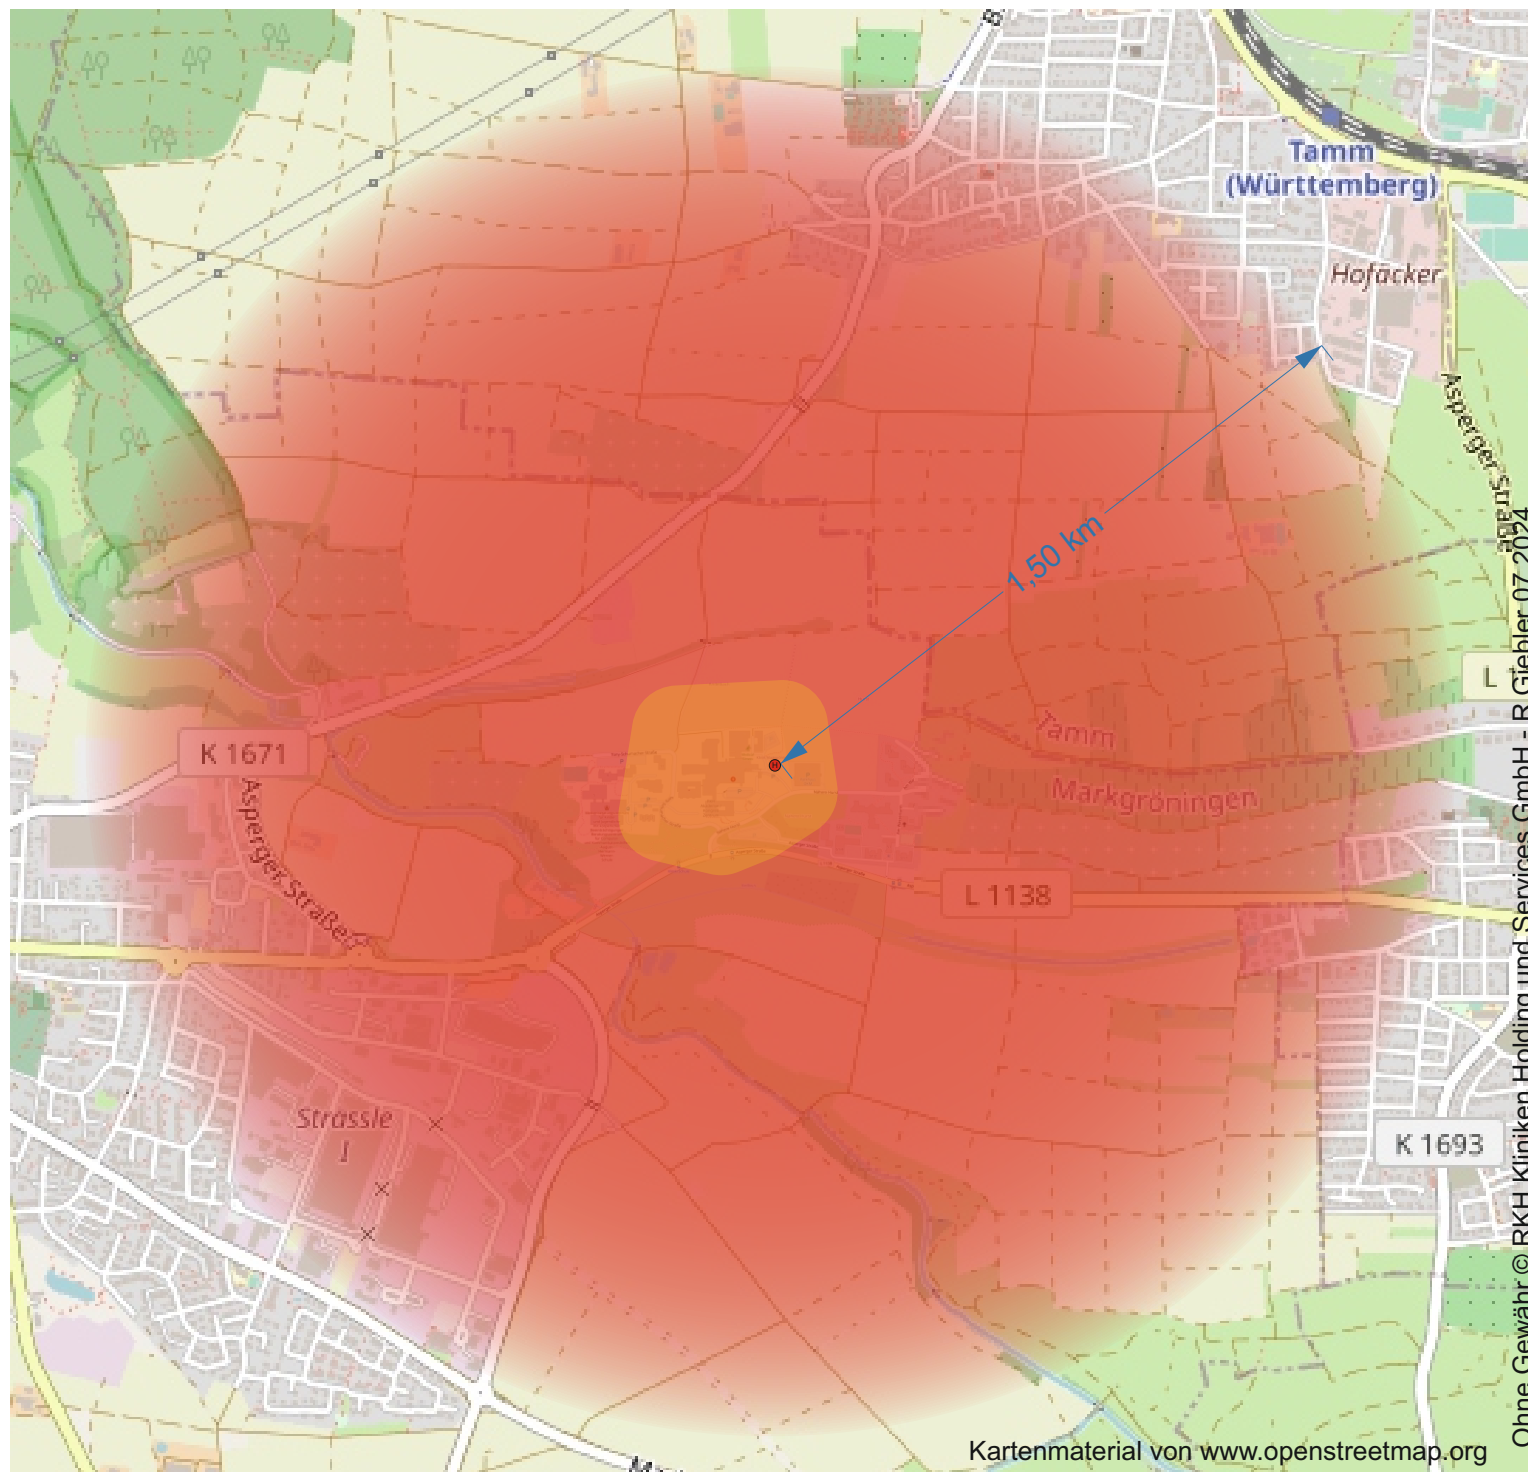 B
Tamm
(Württemberg)
Hofäcker
Asperger Straße
1,50 km
L
Tamm
K 1671
Markgröningen
Asperger Straße
L 1138
Strässle
I
K 1693
Kartenmaterial von www.openstreetmap.org
Ohne Gewähr © RKH Kliniken Holding und Services GmbH - R.Giebler 07.2024